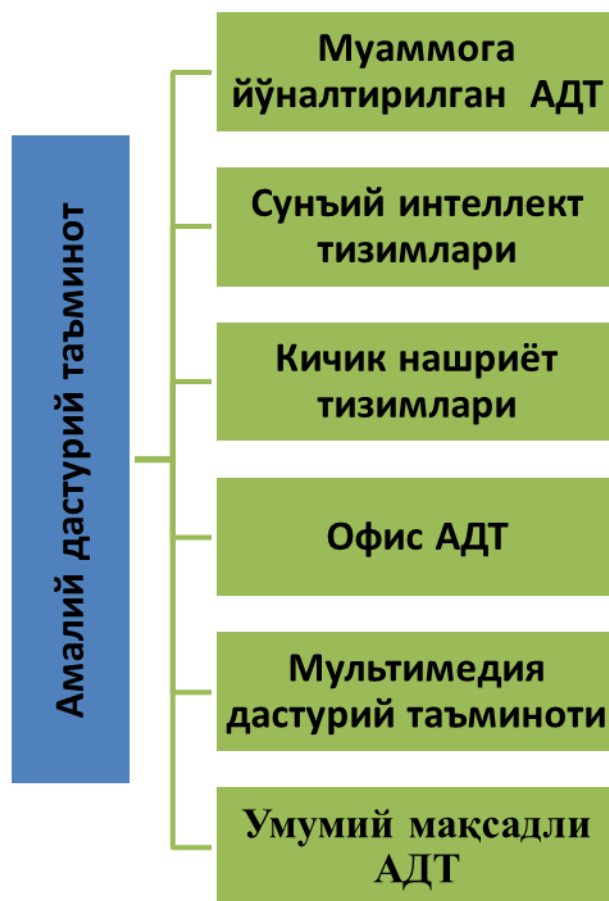 Амалий дастурий таъминот
Муаммога
йўналтирилган АДТ
Сунъий интеллект
тизимлари
Кичик нашриёт
тизимлари
Офис АДТ
Мультимедия
дастурий таъминоти
Умумий мақсадли
АДТ